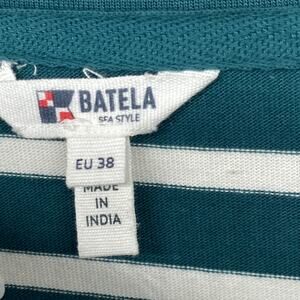 BATELA
SEA STYLE
EU 38
MADE
IN
INDIA